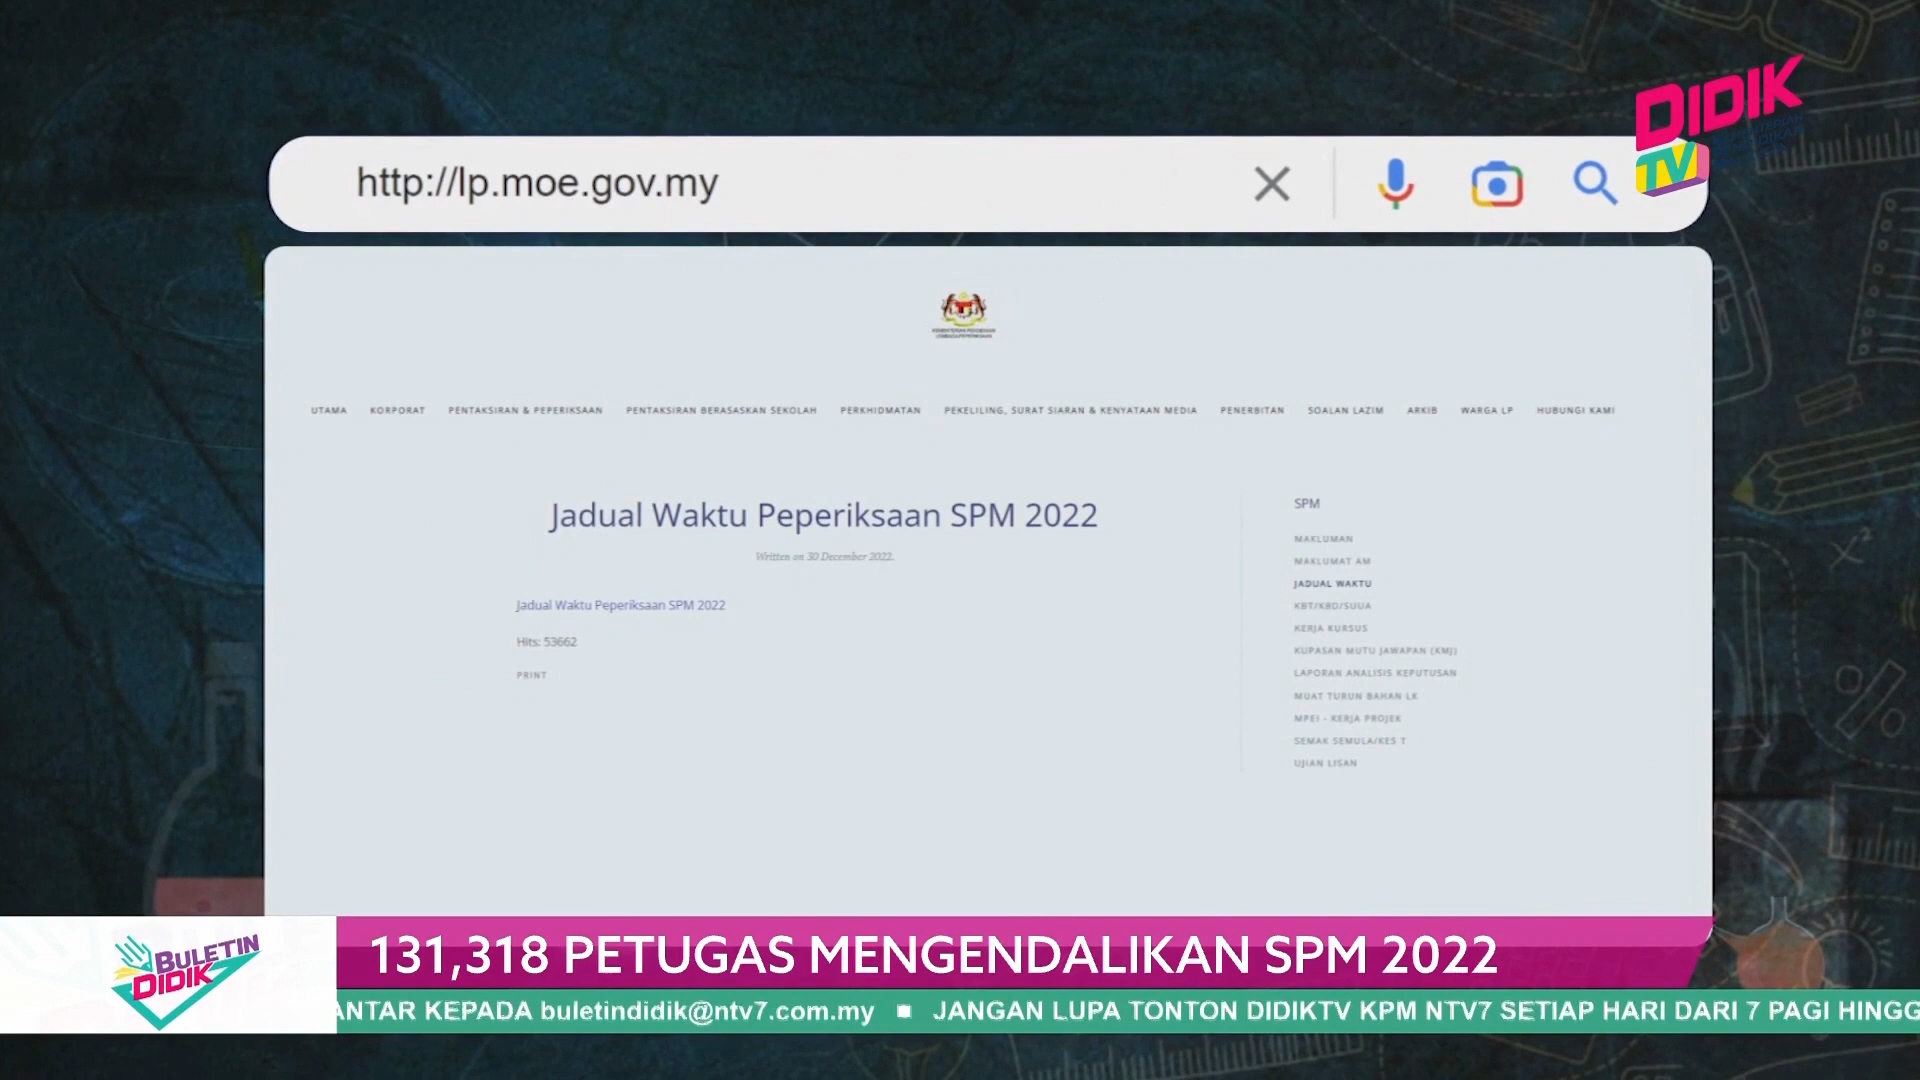 DIDIK
TV
http://lp.moe.gov.my
UTAMA KORPORAT PENTAKSIRAN & PEPERIKSAAN PENTAKSIRAN BERASASKAN SEKOLAH PERKHIDMATAN PEKELILING, SURAT SIARAN & KENYATAAN MEDIA PENERBITAN SOALAN LAZIM ARKIB WARGA LP HUBUNGI KAMI
Jadual Waktu Peperiksaan SPM 2022
Written on 30 December 2022.
Jadual Waktu Peperiksaan SPM 2022
Hits: 53662
PRINT
SPM
MAKLUMAN
MAKLUMAT AM
JADUAL WAKTU
KBT/KBD/SUUA
KERJA KURSUS
KUPASAN MUTU JAWAPAN (KMJ)
LAPORAN ANALISIS KEPUTUSAN
MUAT TURUN BAHAN LK
MPEI - KERJA PROJEK
SEMAK SEMULA/KES T
UJIAN LISAN
BULETIN
DIDIK
131,318 PETUGAS MENGENDALIKAN SPM 2022
ANTAR KEPADA buletindidik@ntv7.com.my ■ JANGAN LUPA TONTON DIDIKTV KPM NTV7 SETIAP HARI DARI 7 PAGI HINGG